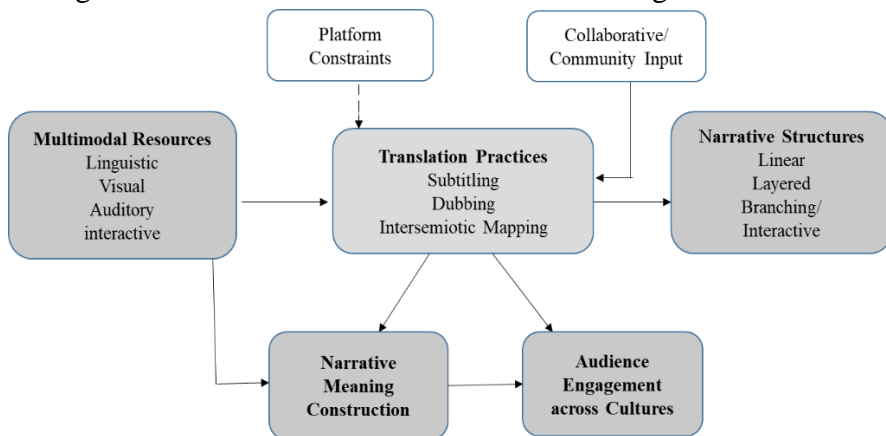 Platform
Constraints
Collaborative/
Community Input
Multimodal Resources
Linguistic
Visual
Auditory
interactive
Translation Practices
Subtitling
Dubbing
Intersemiotic Mapping
Narrative Structures
Linear
Layered
Branching/
Interactive
Narrative
Meaning
Construction
Audience
Engagement
across Cultures